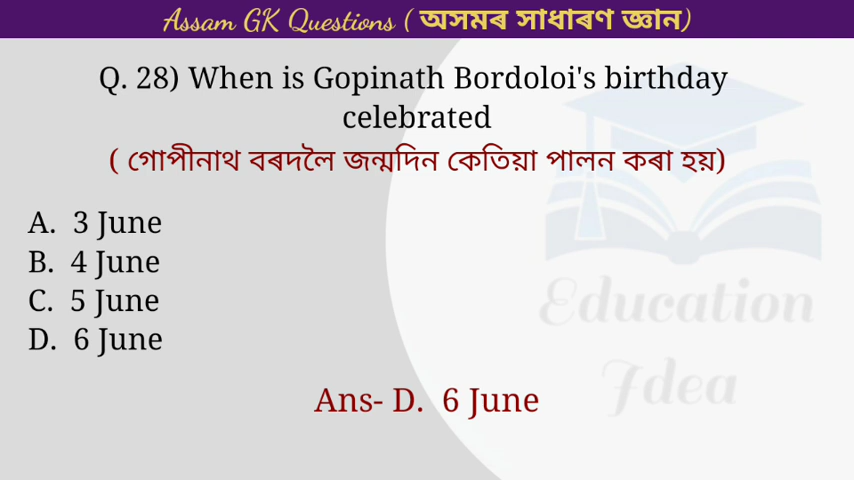 Assam GK Questions ( অসমৰ সাধাৰণ জ্ঞান)
Q. 28) When is Gopinath Bordoloi's birthday
celebrated
( গোপীনাথ বৰদলৈ জন্মদিন কেতিয়া পালন কৰা হয়)
A. 3 June
B. 4 June
C. 5 June
D. 6 June
Education
Idea
Ans- D. 6 June